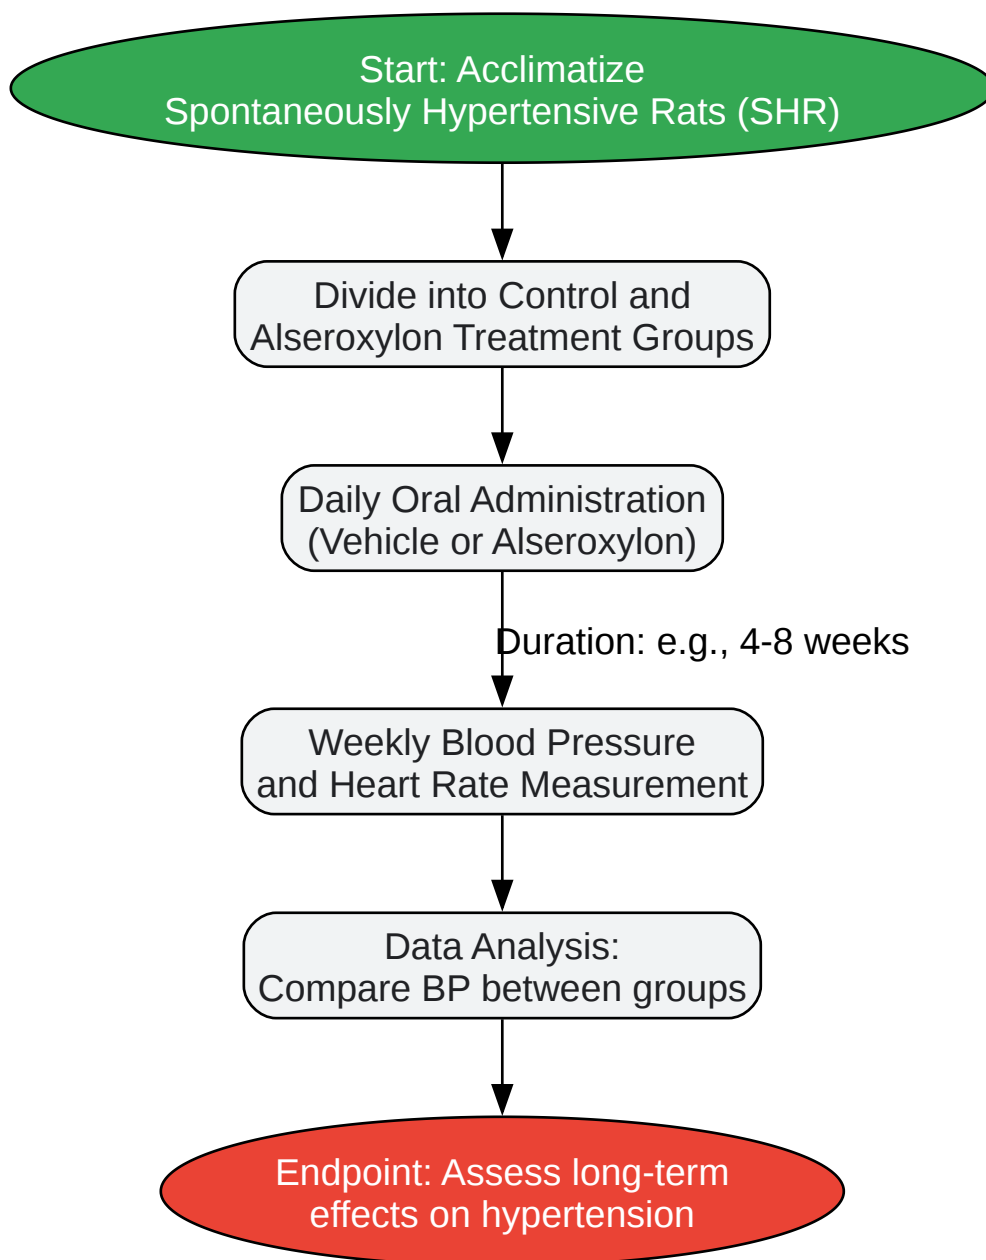 Start: Acclimatize
Spontaneously Hypertensive Rats (SHR)
Divide into Control and
Alseroxylon Treatment Groups
Daily Oral Administration
(Vehicle or Alseroxylon)
Duration: e.g., 4-8 weeks
Weekly Blood Pressure
and Heart Rate Measurement
Data Analysis:
Compare BP between groups
Endpoint: Assess long-term
effects on hypertension